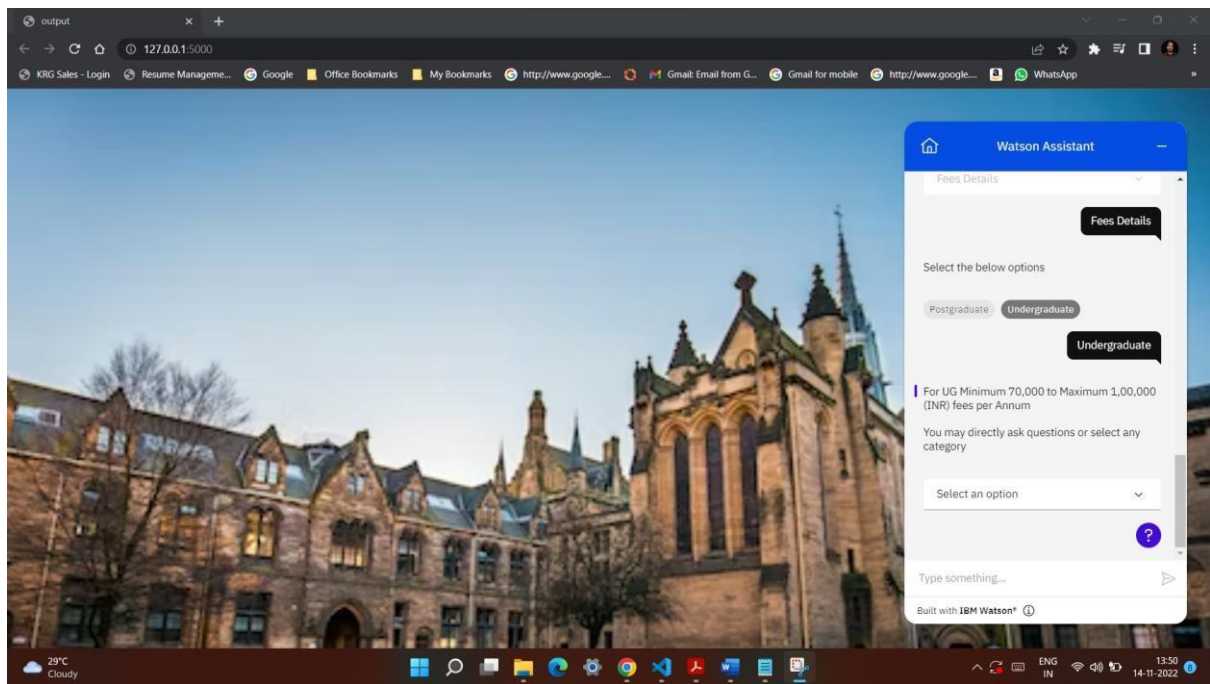 output
127.0.0.1:5000
KRG Sales - Login
Resume Manageme...
Google
Office Bookmarks
My Bookmarks
http://www.google....
Gmail: Email from G...
Gmail for mobile
http://www.google....
WhatsApp
»
Watson Assistant
Fees Details
Fees Details
Select the below options
Postgraduate Undergraduate
Undergraduate
For UG Minimum 70,000 to Maximum 1,00,000
(INR) fees per Annum
You may directly ask questions or select any
category
Select an option
?
Type something...
Built with IBM Watson®
29°C
Cloudy
ENG
IN
13:50
14-11-2022
8